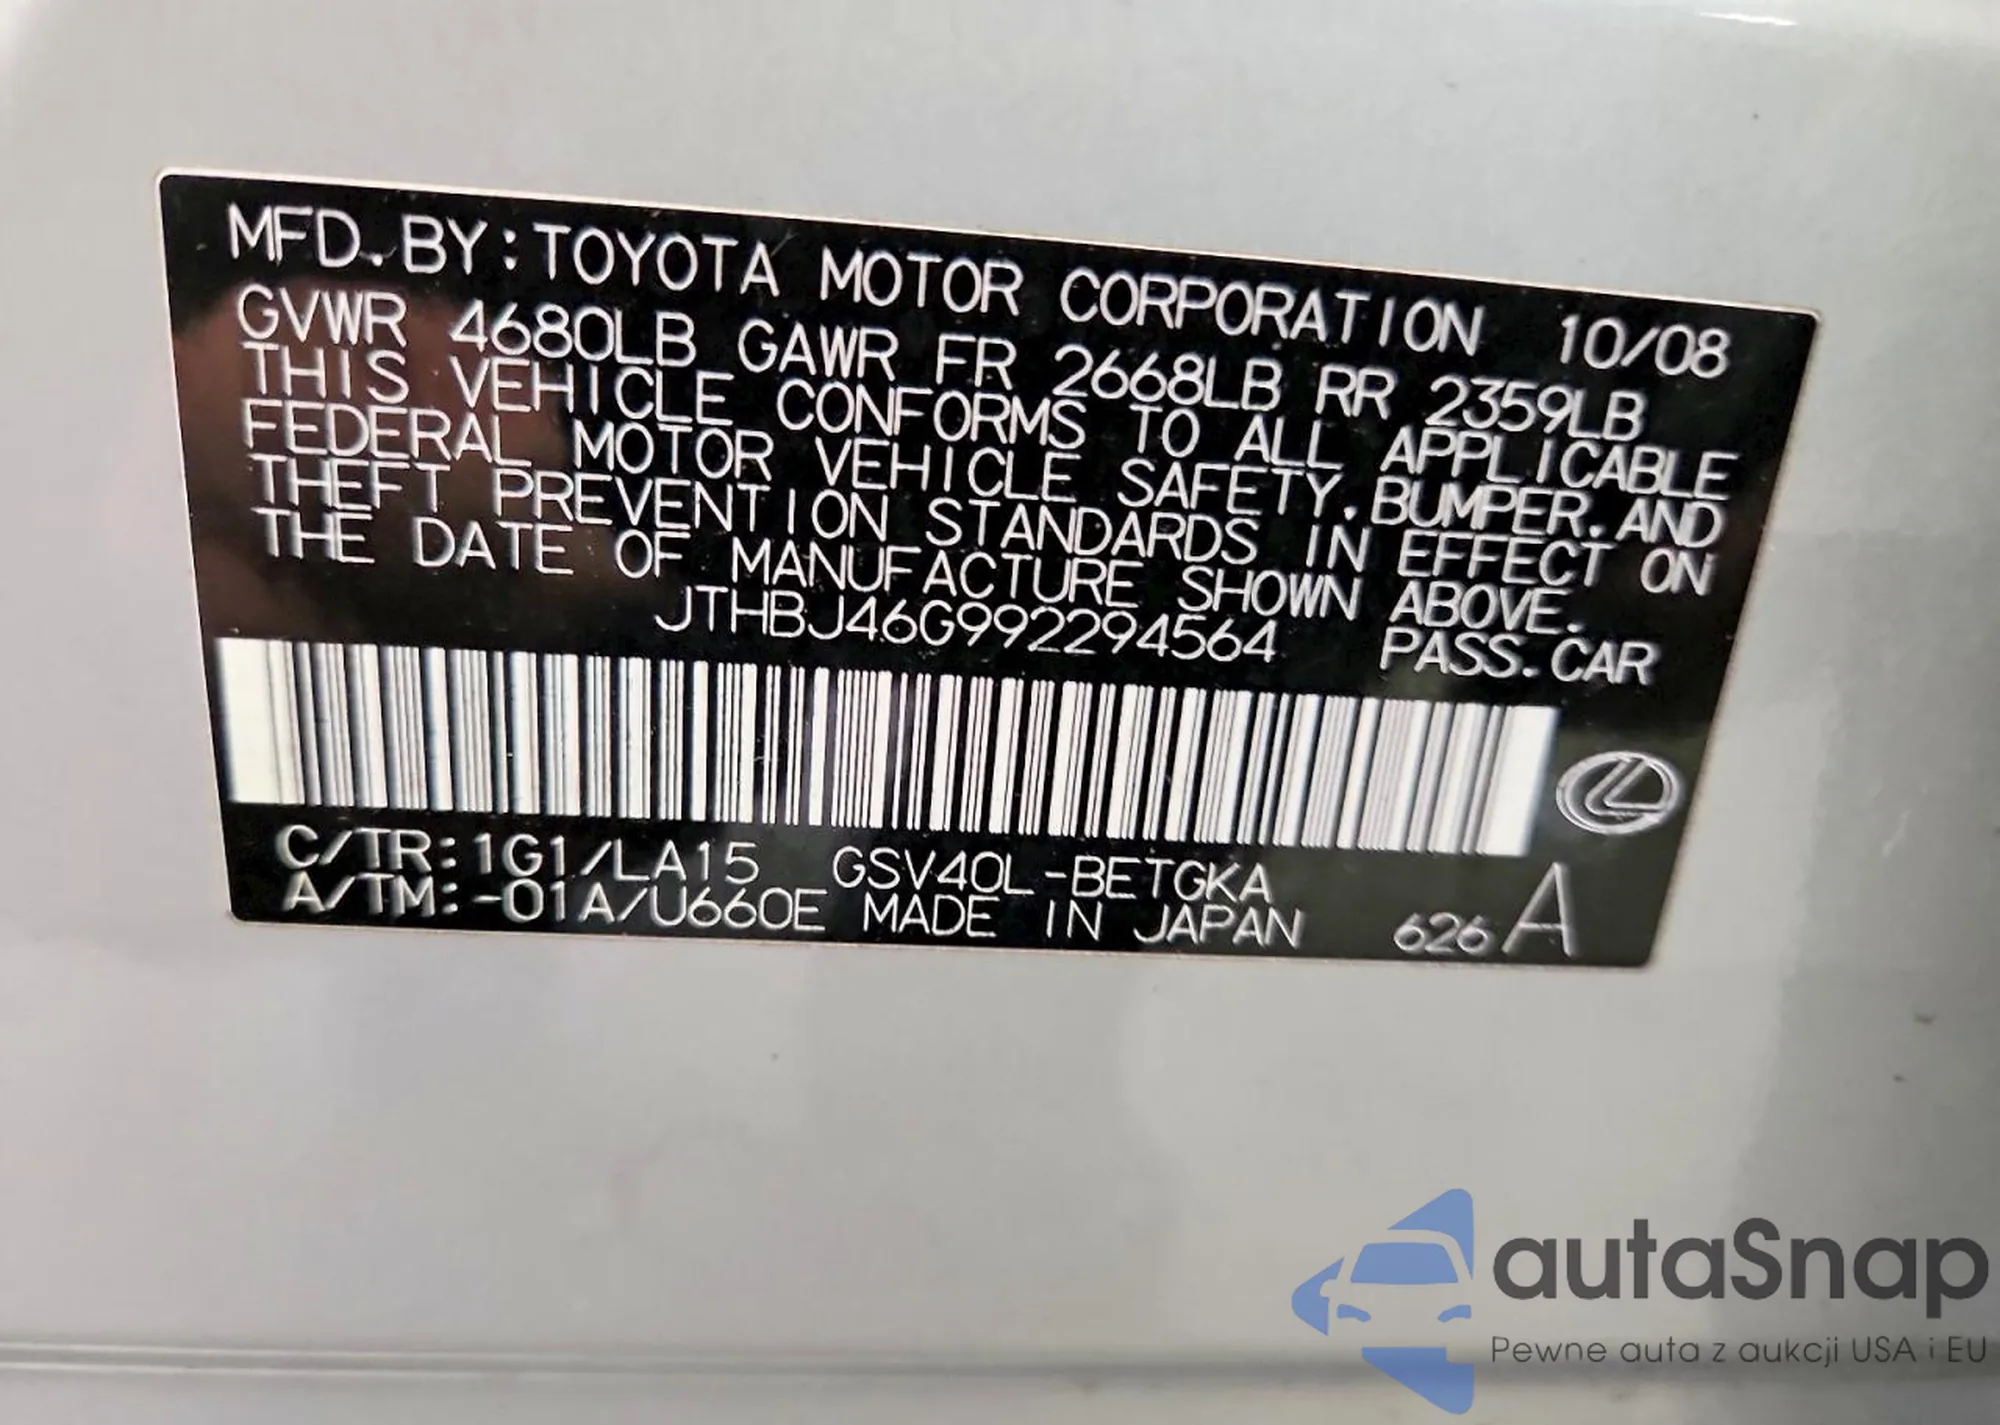 MFD. BY: TOYOTA MOTOR CORPORATION 10/08
GVWR 4680LB GAWR FR 2668LB RR 2359LB
THIS VEHICLE CONFORMS TO ALL APPLICABLE
FEDERAL MOTOR VEHICLE SAFETY, BUMPER, AND
THEFT PREVENTION STANDARDS IN EFFECT ON
THE DATE OF MANUFACTURE SHOWN ABOVE.
JTHBJ46G992294564 PASS. CAR
C/TR: 1G1/LA15 GSV40L-BETGKA
A/TM: -01A/U660E MADE IN JAPAN 626 A
autaSnap
Pewne auta z aukcji USA i EU